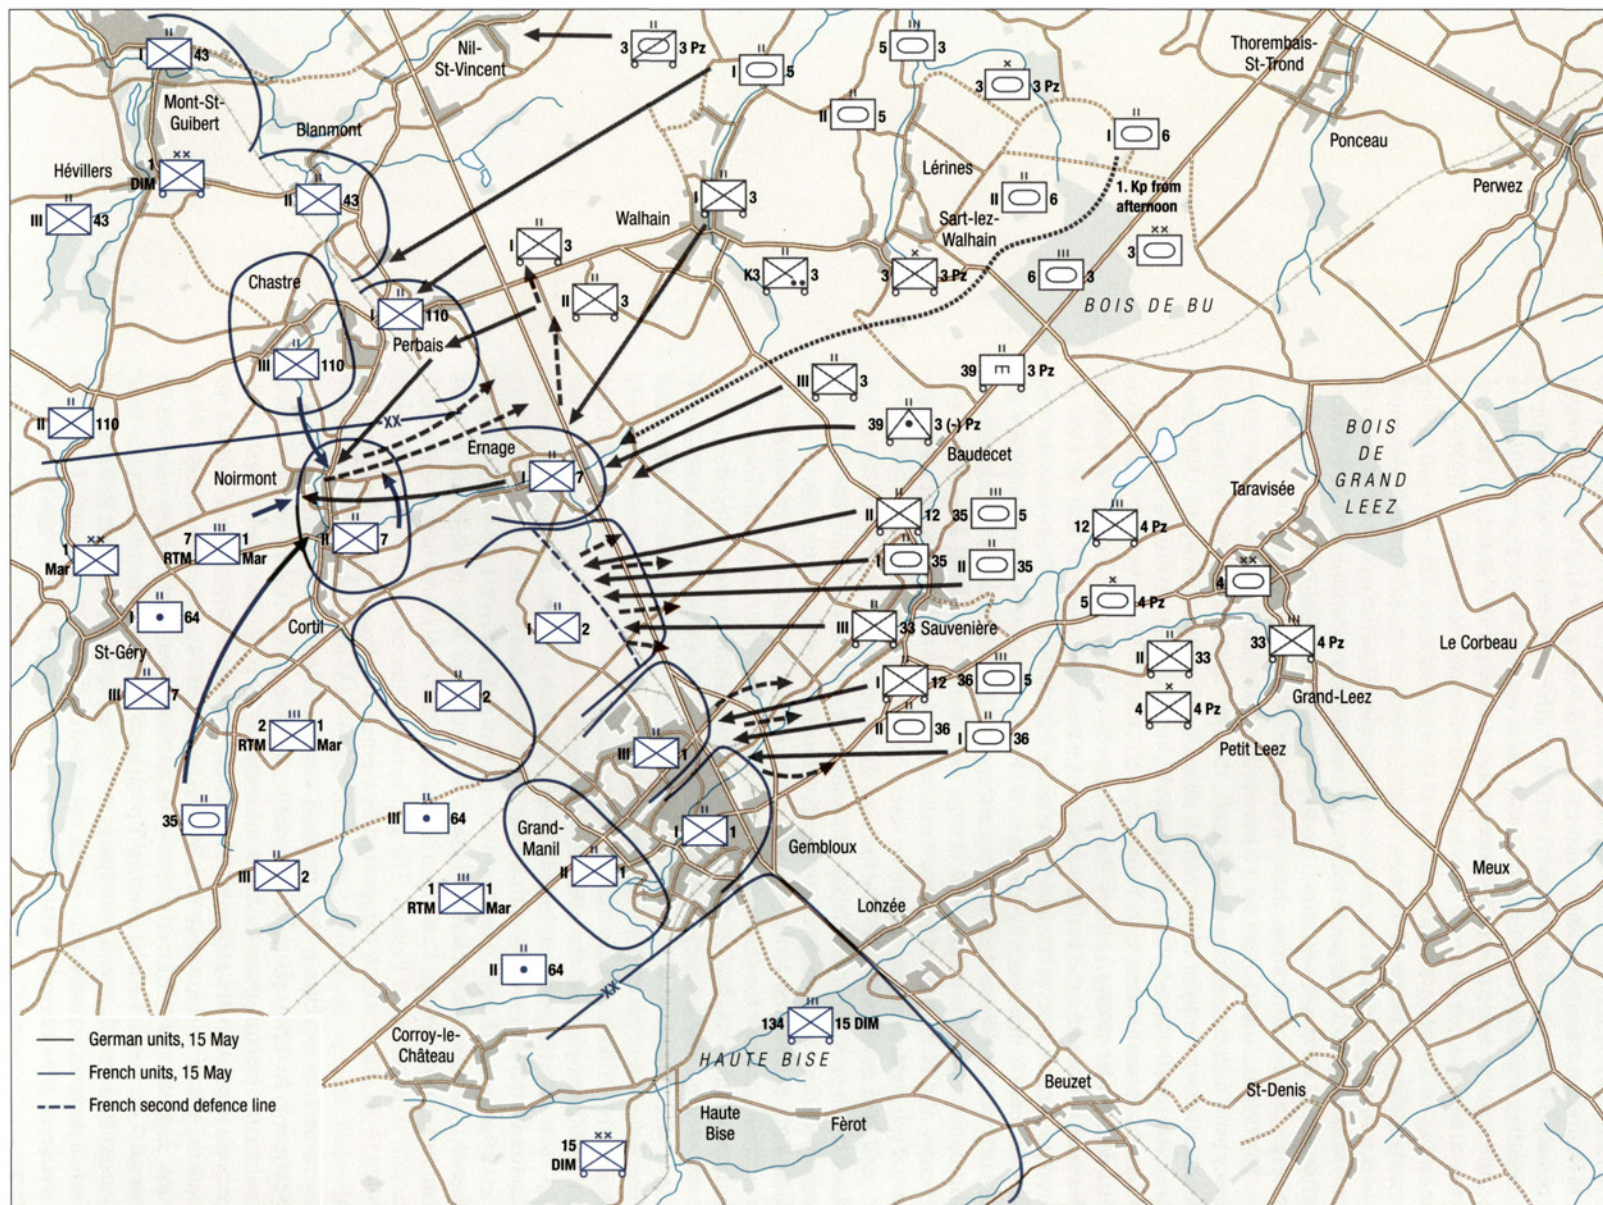 I 43
Nil-
St-Vincent
3 3 Pz
I 5
5 3
3 3 Pz
Thorembais-
St-Trond
Mont-St-
Guibert
Blanmont
II 5
I 6
Ponceau
Hévillers
1
DIM
II 43
III 43
Walhain
I 3
Lérines
II 6
1. Kp from
afternoon
Perwez
Sart-lez-
Walhain
I 3
K3 3
3 3 Pz
6 3
3
BOIS DE BU
Chastre
I 110
II 3
Perbais
III 110
III 3
39 3 Pz
II 110
39 3 (-) Pz
Baudecet
BOIS
DE
GRAND
LEEZ
Ernage
Noirmont
I 7
Taravisée
II 12
35 5
12 4 Pz
7
RTM
1
Mar
II 7
1
Mar
I 35
II 35
4
5 4 Pz
I 64
Cortil
I 2
III 33
Sauvenière
St-Géry
II 33
33 4 Pz
Le Corbeau
III 7
II 2
I 12
36 5
Grand-Leez
4 4 Pz
2
RTM
1
Mar
II 36
I 36
Petit Leez
III 1
35
III 64
Grand-
Manil
I 1
Gembloux
III 2
II 1
Meux
1
RTM
1
Mar
Lonzée
II 64
XX
XX
134 15 DIM
HAUTE BISE
German units, 15 May
French units, 15 May
French second defence line
Corroy-le-
Château
Beuzet
St-Denis
Haute
Bise
Fèrot
15
DIM